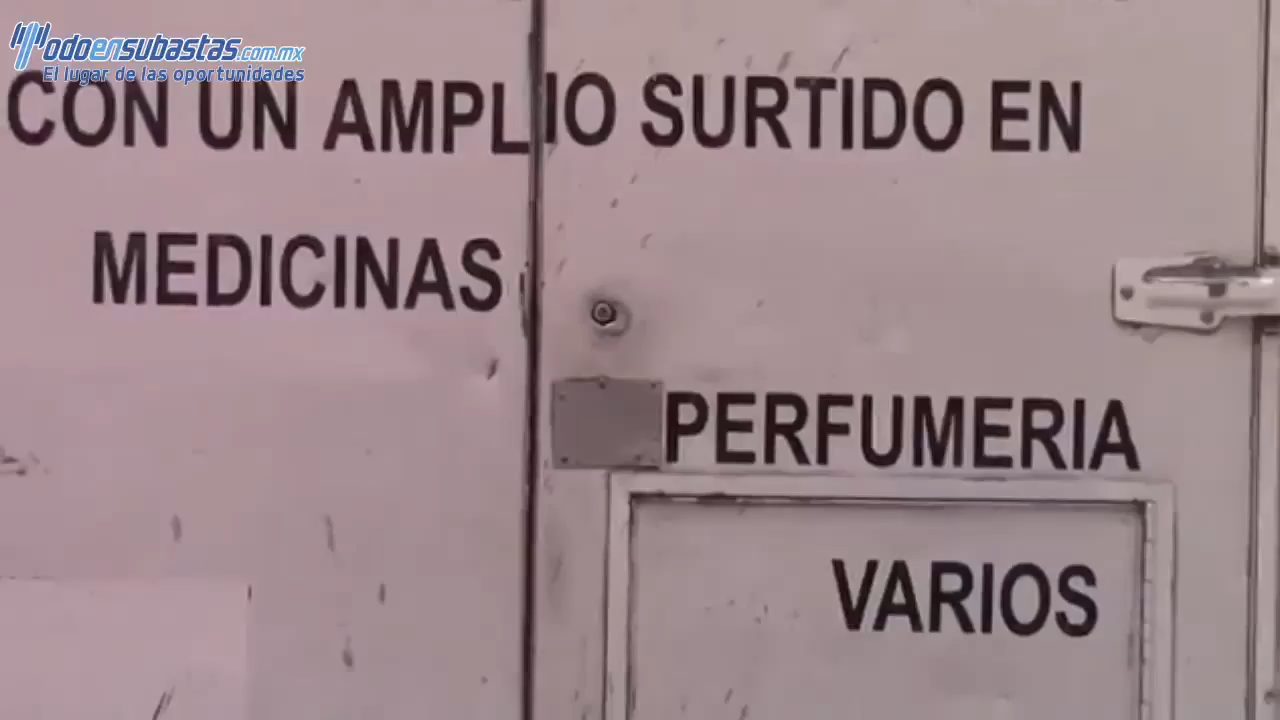 Todoensubastas.com.mx
El lugar de las oportunidades
CON UN AMPLIO SURTIDO EN
MEDICINAS
PERFUMERIA
VARIOS